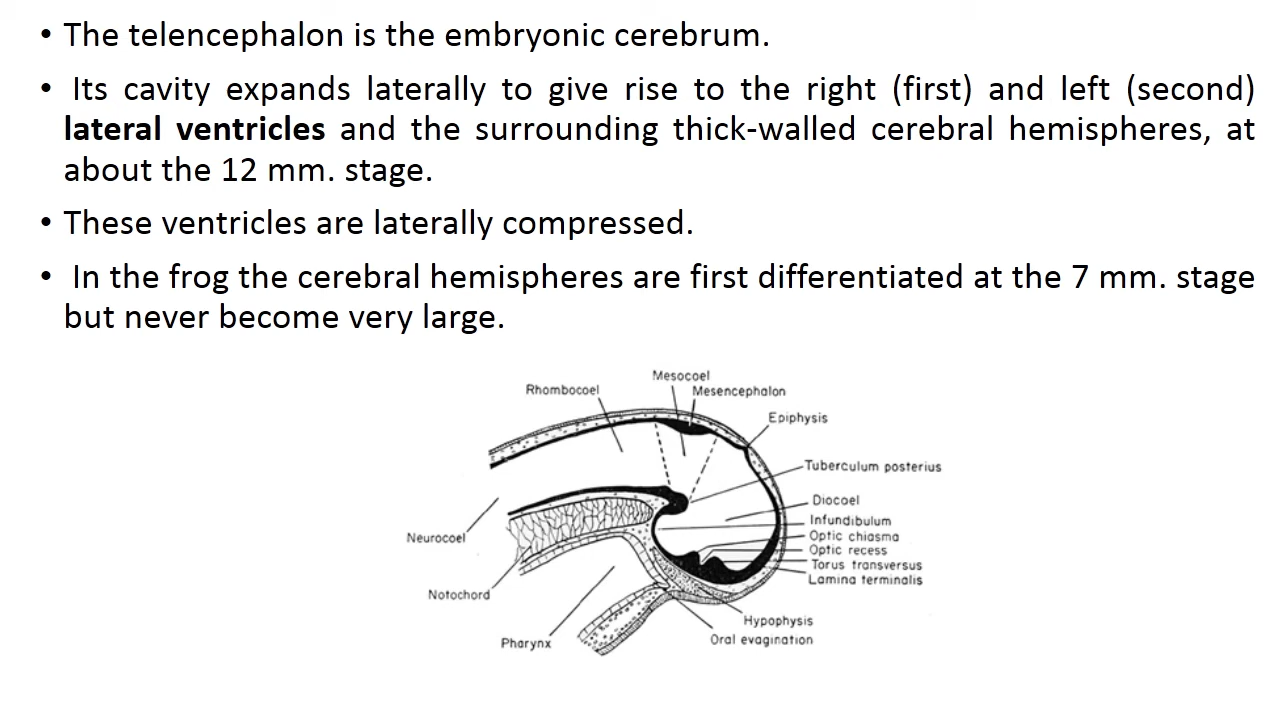 • The telencephalon is the embryonic cerebrum.
• Its cavity expands laterally to give rise to the right (first) and left (second)
lateral ventricles and the surrounding thick-walled cerebral hemispheres, at
about the 12 mm. stage.
• These ventricles are laterally compressed.
• In the frog the cerebral hemispheres are first differentiated at the 7 mm. stage
but never become very large.
Mesocoel
Rhombocoel
Mesencephalon
Epiphysis
Tuberculum posterius
Diocoel
Infundibulum
Optic chiasma
Neurocoel
Optic recess
Torus transversus
Lamina terminalis
Notochord
Hypophysis
Pharynx
Oral evagination